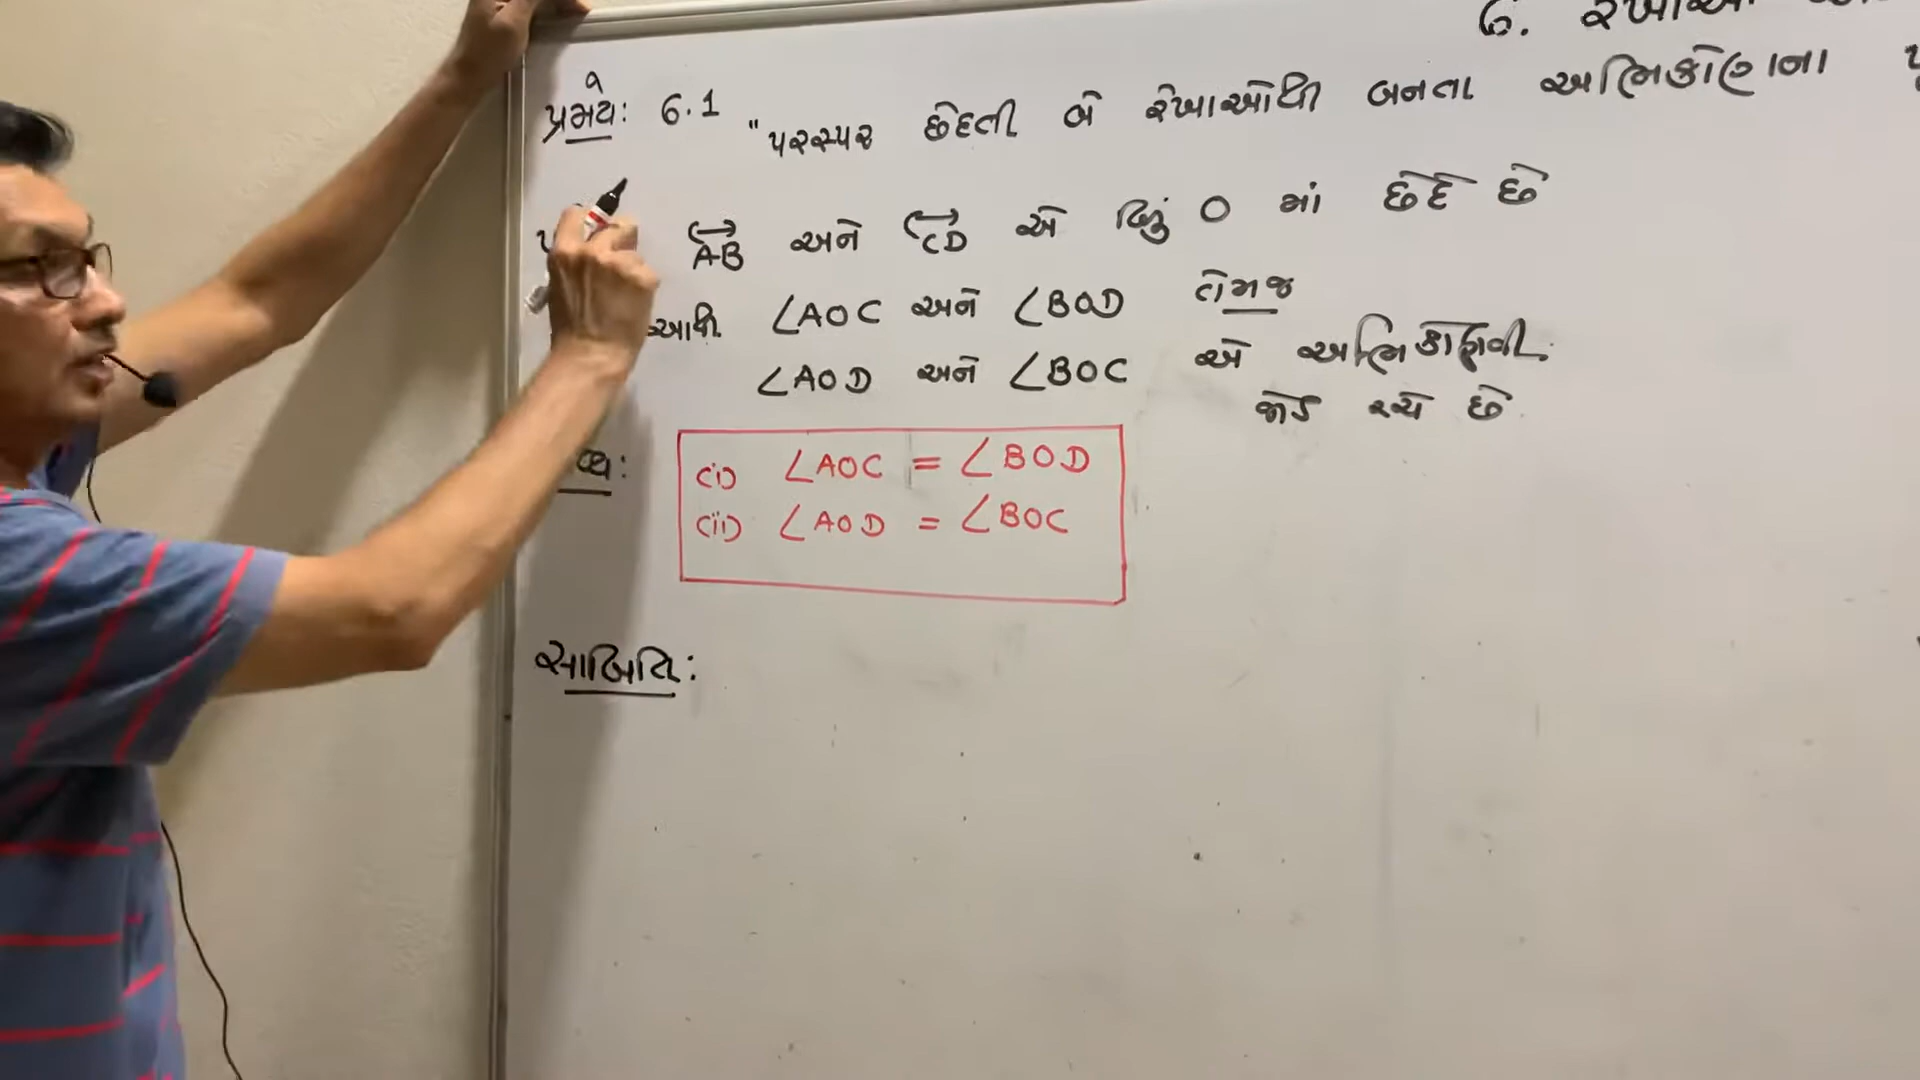 6. રેખાઓ
પ્રમેય: 6.1 "પરસ્પર છેદતી બે રેખાઓથી બનતા અભિકોણના
AB અને CD એ બિંદુ O માં છેદે છે
આથી ∠AOC અને ∠BOD તેમજ
∠AOD અને ∠BOC એ અભિકોણની
જોડ રચે છે.
(i) ∠AOC = ∠BOD
(ii) ∠AOD = ∠BOC
સાબિતિ: